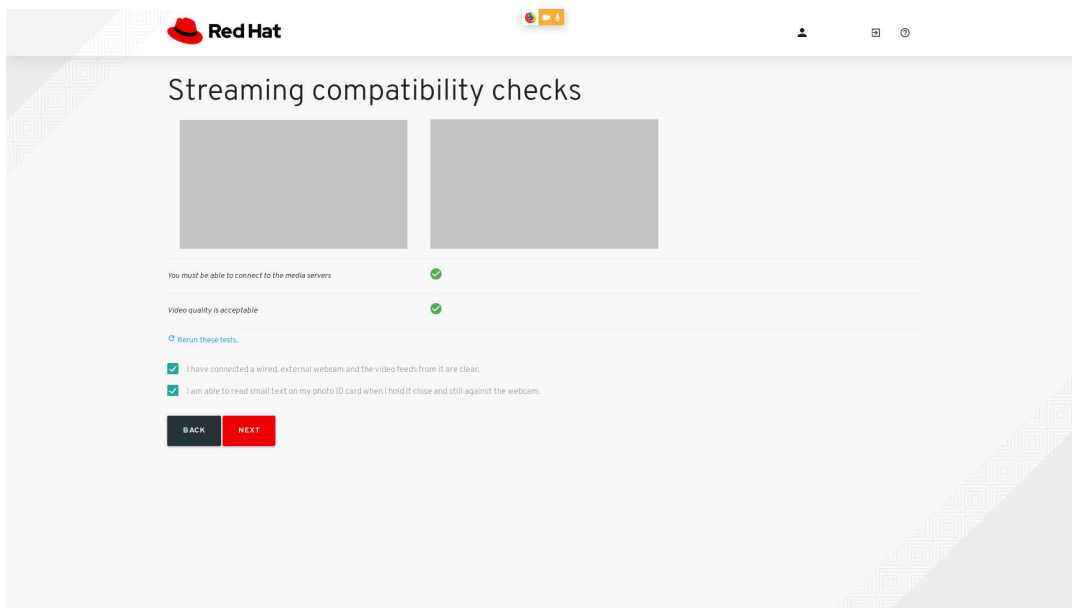 Red Hat
Streaming compatibility checks
You must be able to connect to the media servers
Video quality is acceptable
Rerun these tests.
I have connected a wired, external webcam and the video feeds from it are clear.
I am able to read small text on my photo ID card when I hold it close and still against the webcam.
BACK NEXT